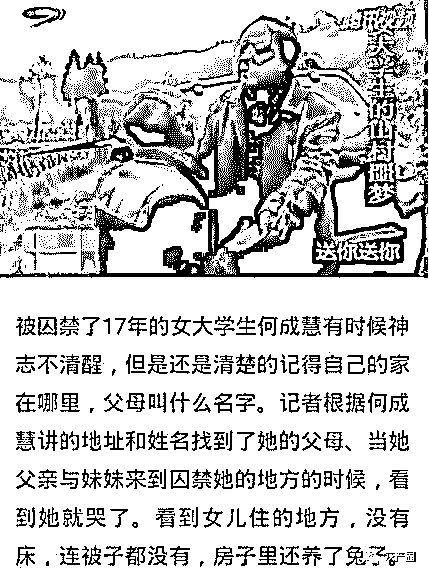 腾讯视频
大学生的山村噩梦
送你送你
被囚禁了17年的女大学生何成慧有时候神
志不清醒，但是还是清楚的记得自己的家
在哪里，父母叫什么名字。记者根据何成
慧讲的地址和姓名找到了她的父母、当她
父亲与妹妹来到囚禁她的地方的时候，看
到她就哭了。看到女儿住的地方，没有
床，连被子都没有，房子里还养了兔子。